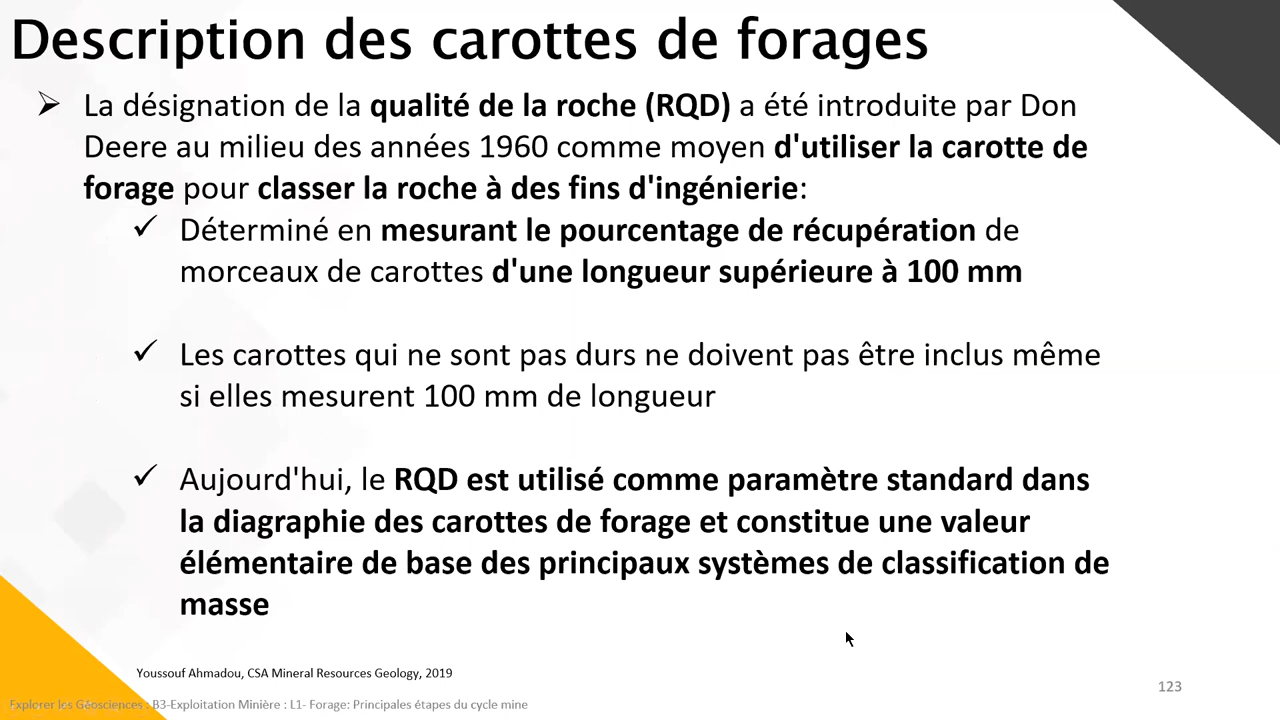 Description des carottes de forages
La désignation de la qualité de la roche (RQD) a été introduite par Don
Deere au milieu des années 1960 comme moyen d'utiliser la carotte de
forage pour classer la roche à des fins d'ingénierie:
Déterminé en mesurant le pourcentage de récupération de
morceaux de carottes d'une longueur supérieure à 100 mm
Les carottes qui ne sont pas durs ne doivent pas être inclus même
si elles mesurent 100 mm de longueur
Aujourd'hui, le RQD est utilisé comme paramètre standard dans
la diagraphie des carottes de forage et constitue une valeur
élémentaire de base des principaux systèmes de classification de
masse
Youssouf Ahmadou, CSA Mineral Resources Geology, 2019
123
Explorer les Géosciences : B3-Exploitation Minière : L1- Forage: Principales étapes du cycle mine